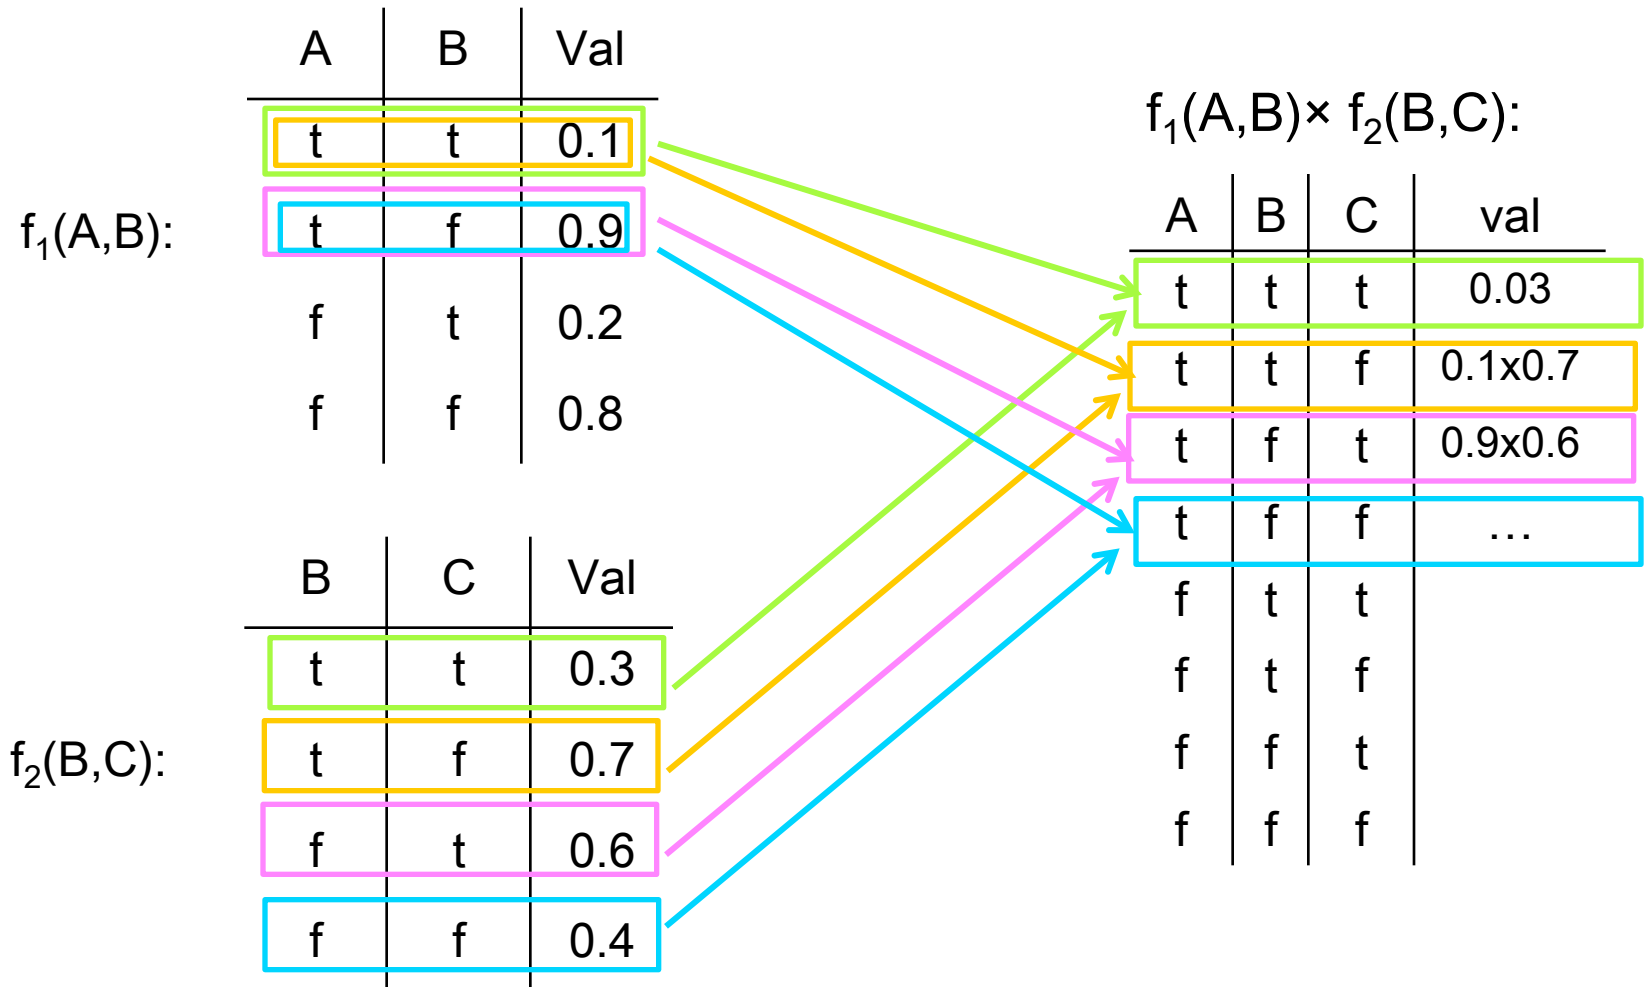 A B Val
t t 0.1
f₁(A,B): t f 0.9
f t 0.2
f f 0.8
B C Val
t t 0.3
f₂(B,C): t f 0.7
f t 0.6
f f 0.4
f₁(A,B)× f₂(B,C):
A B C val
t t t 0.03
t t f 0.1x0.7
t f t 0.9x0.6
t f f …
f t t
f t f
f f t
f f f